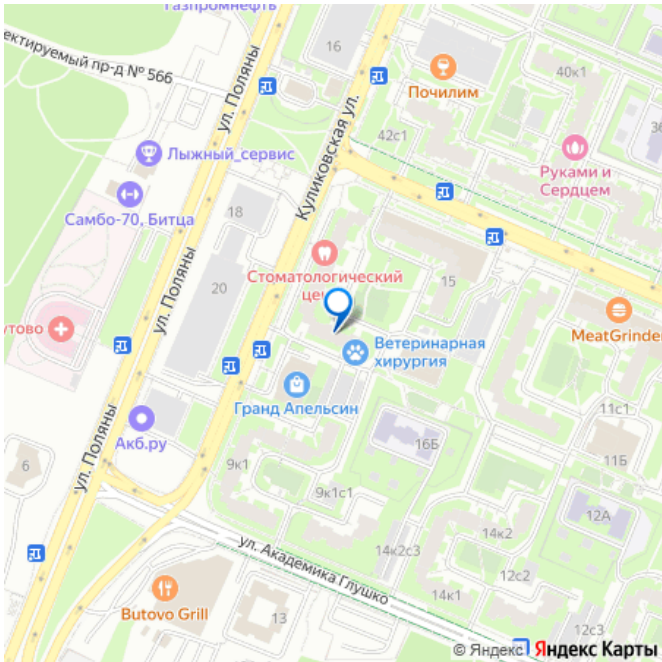 Газпромнефть
ектируемый пр-д № 566
ул. Поляны
16
Куликовская ул.
Почилим
40к1
42с1
Лыжный_сервис
Руками и
Сердцем
Самбо-70, Битца
18
Стоматологический
цен
15
20
ул. Поляны
утово
MeatGrinder
Ветеринарная
хирургия
Гранд Апельсин
11с1
Акб.ру
16Б
ул. Поляны
9к1
11Б
6
9к1с1
12А
ул. Академика Глушко
14к2
14к2с3
12с2
Butovo Grill
13
14к1
12с3
© Яндекс Яндекс Карты